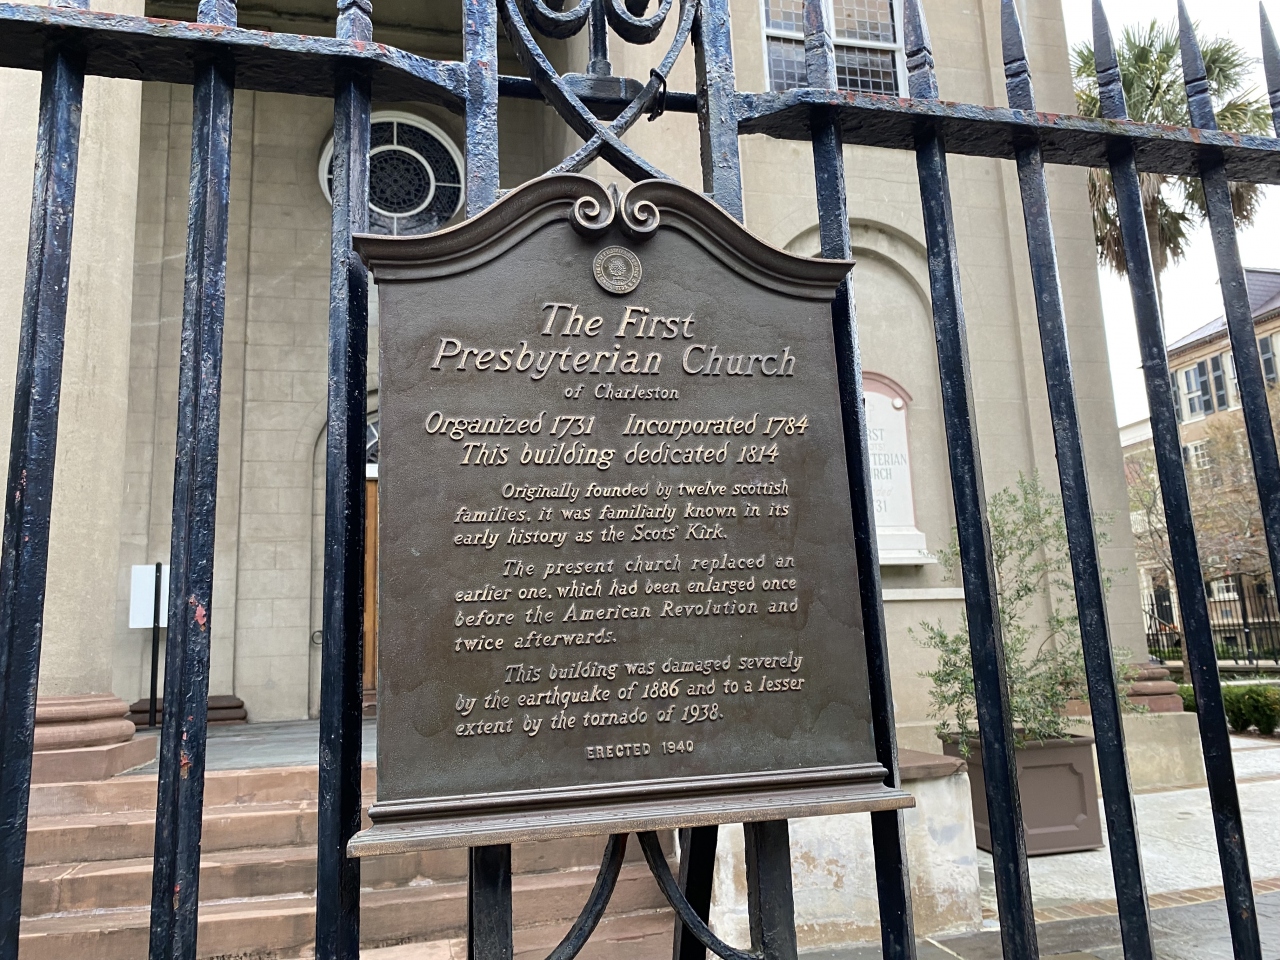 The First
Presbyterian Church
of Charleston
Organized 1731 Incorporated 1784
This building dedicated 1814
Originally founded by twelve scottish
families, it was familiarly known in its
early history as the Scots' Kirk.
The present church replaced an
earlier one, which had been enlarged once
before the American Revolution and
twice afterwards.
This building was damaged severely
by the earthquake of 1886 and to a lesser
extent by the tornado of 1938.
ERECTED 1940